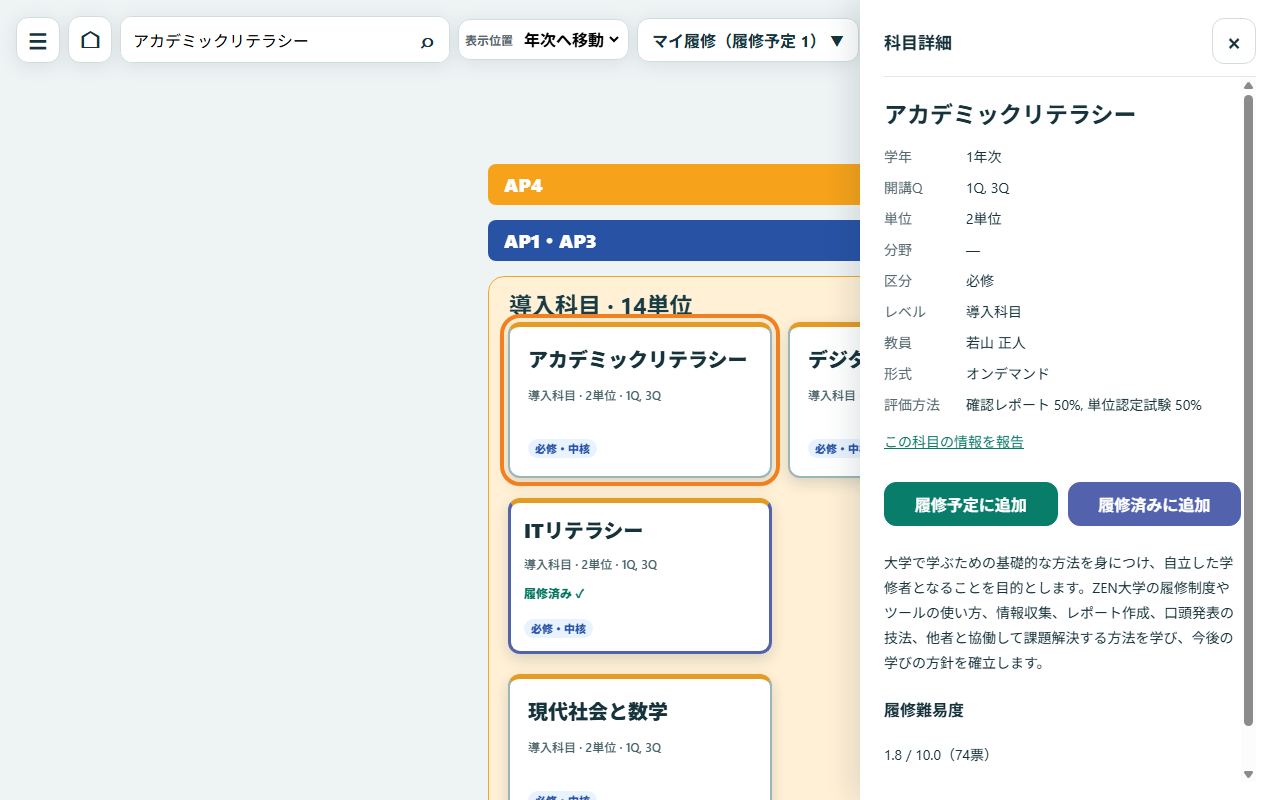 アカデミックリテラシー
表示位置 年次へ移動
マイ履修（履修予定 1） ▼
AP4
AP1・AP3
導入科目 · 14単位
アカデミックリテラシー
導入科目 · 2単位 · 1Q, 3Q
必修・中核
デジタ
導入科目
必修・中
ITリテラシー
導入科目 · 2単位 · 1Q, 3Q
履修済み ✓
必修・中核
現代社会と数学
導入科目 · 2単位 · 1Q, 3Q
必修・中核
科目詳細
×
アカデミックリテラシー
学年 1年次
開講Q 1Q, 3Q
単位 2単位
分野 —
区分 必修
レベル 導入科目
教員 若山 正人
形式 オンデマンド
評価方法 確認レポート 50%, 単位認定試験 50%
この科目の情報を報告
履修予定に追加
履修済みに追加
大学で学ぶための基礎的な方法を身につけ、自立した学
修者となることを目的とします。ZEN大学の履修制度や
ツールの使い方、情報収集、レポート作成、口頭発表の
技法、他者と協働して課題解決する方法を学び、今後の
学びの方針を確立します。
履修難易度
1.8 / 10.0（74票）